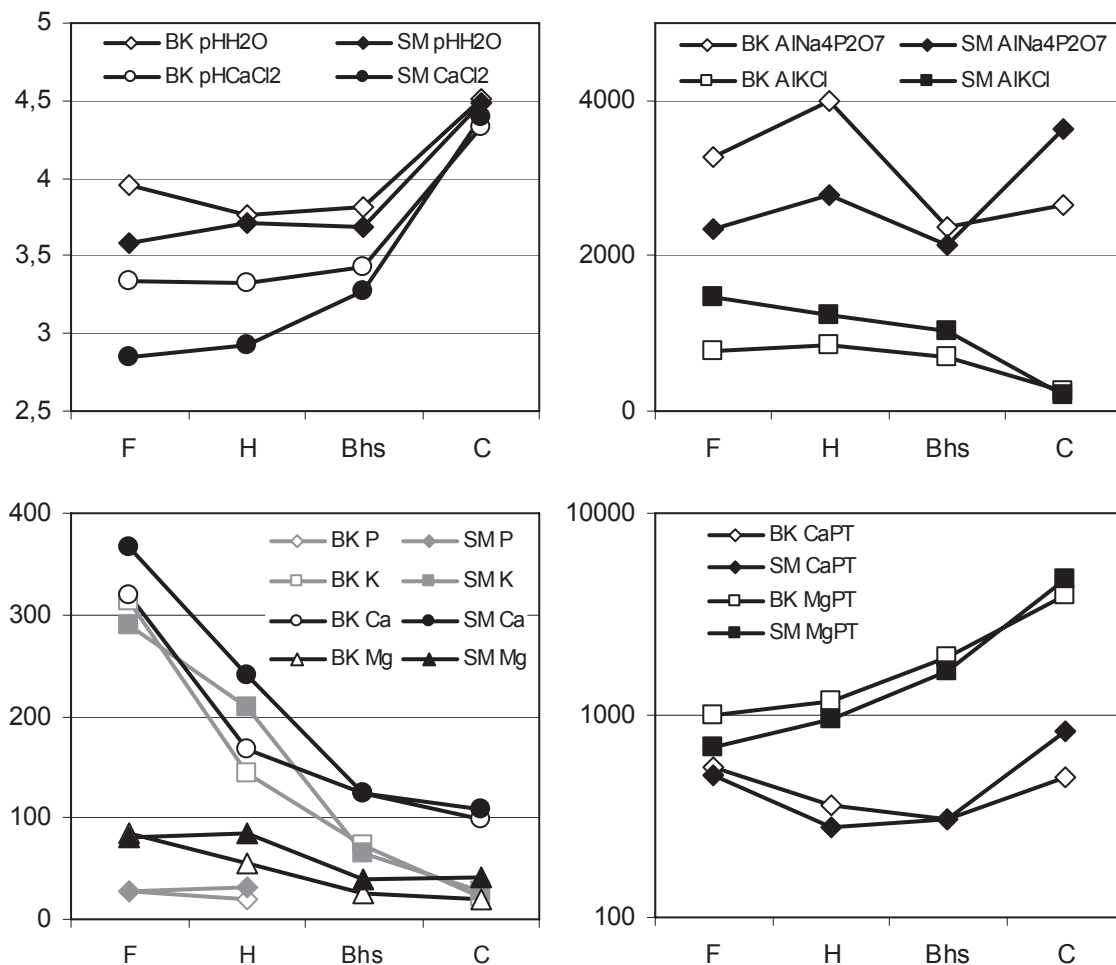 5
4,5
4
3,5
3
2,5
BK pHH2O SM pHH2O
BK pHCaCl2 SM CaCl2
F H Bhs C
4000
2000
0
BK AlNa4P2O7 SM AlNa4P2O7
BK AlKCl SM AlKCl
F H Bhs C
400
300
200
100
0
BK P SM P
BK K SM K
BK Ca SM Ca
BK Mg SM Mg
F H Bhs C
10000
1000
100
BK CaPT
SM CaPT
BK MgPT
SM MgPT
F H Bhs C